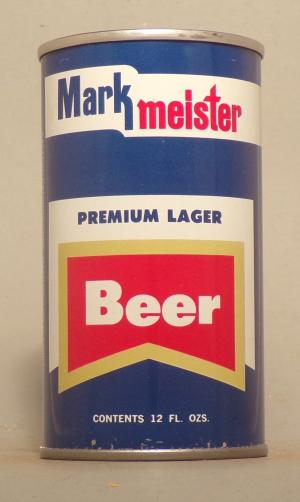 Mark
meister
PREMIUM LAGER
Beer
CONTENTS 12 FL. OZS.